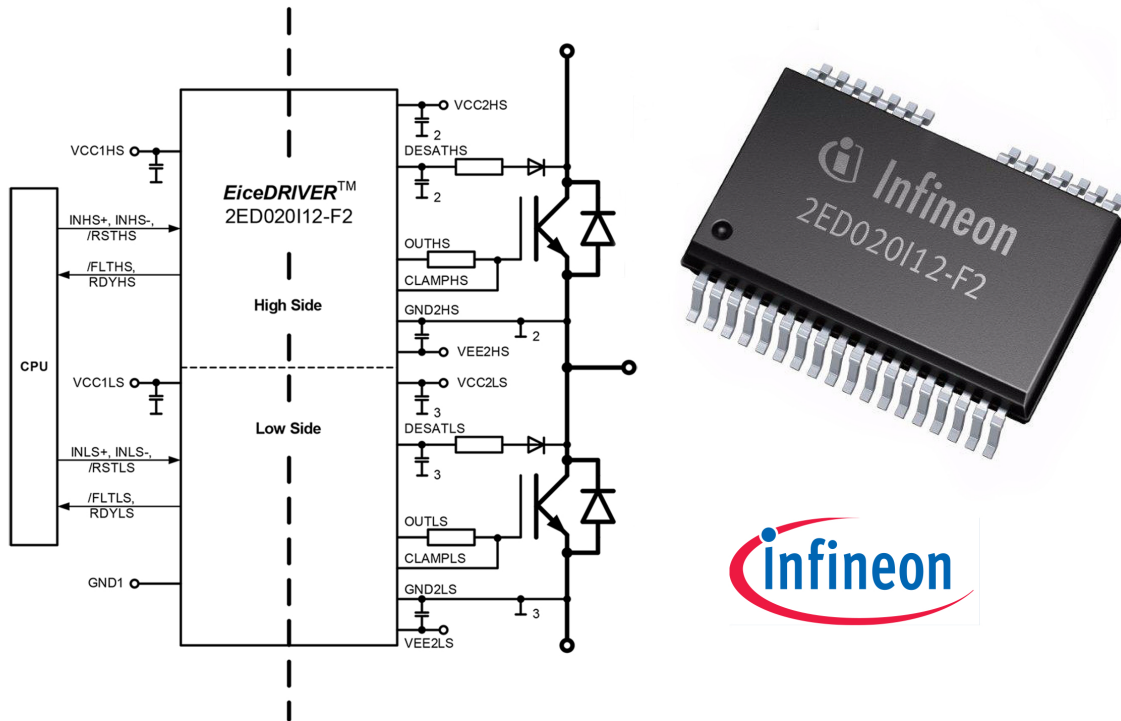 VCC1HS
CPU
INHS+, INHS-,
/RSTHS
/FLTHS,
RDYHS
VCC1LS
INLS+, INLS-,
/RSTLS
/FLTLS,
RDYLS
GND1
EiceDRIVER™
2ED020I12-F2
High Side
Low Side
VCC2HS
2
DESATHS
2
OUTHS
CLAMPHS
GND2HS
2
VEE2HS
VCC2LS
3
DESATLS
3
OUTLS
CLAMPLS
GND2LS
3
VEE2LS
Infineon
2ED020I12-F2
infineon